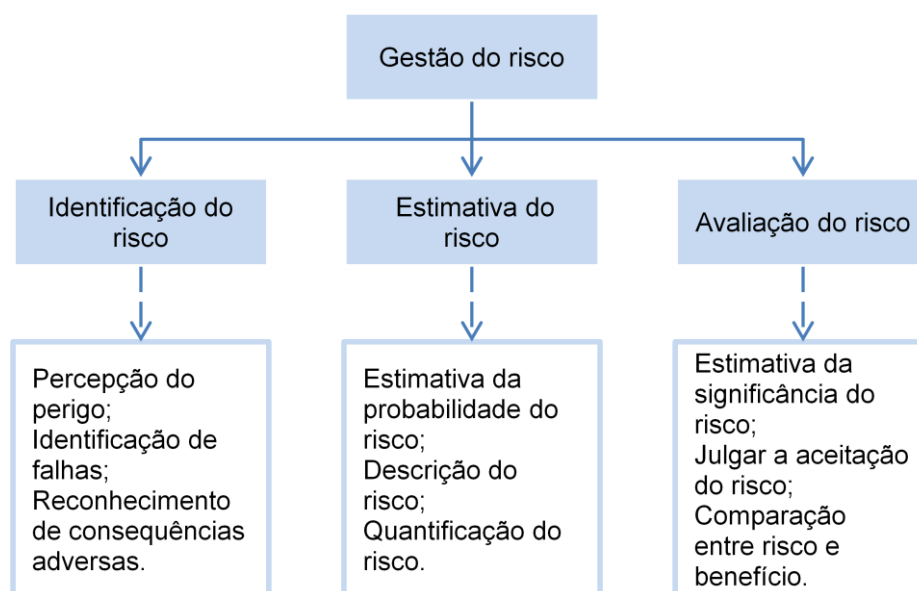 Gestão do risco
Identificação do
risco
Estimativa do
risco
Avaliação do risco
Percepção do
perigo;
Identificação de
falhas;
Reconhecimento
de consequências
adversas.
Estimativa da
probabilidade do
risco;
Descrição do
risco;
Quantificação do
risco.
Estimativa da
significância do
risco;
Julgar a aceitação
do risco;
Comparação
entre risco e
benefício.